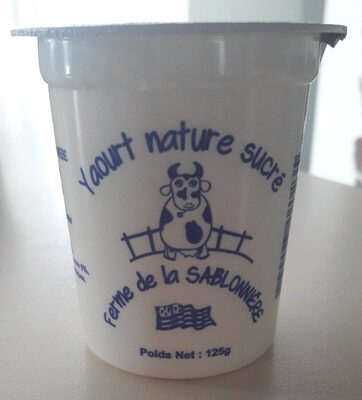 Yaourt nature sucré
Ferme de la SABLONNIÈRE
Poids Net : 125g